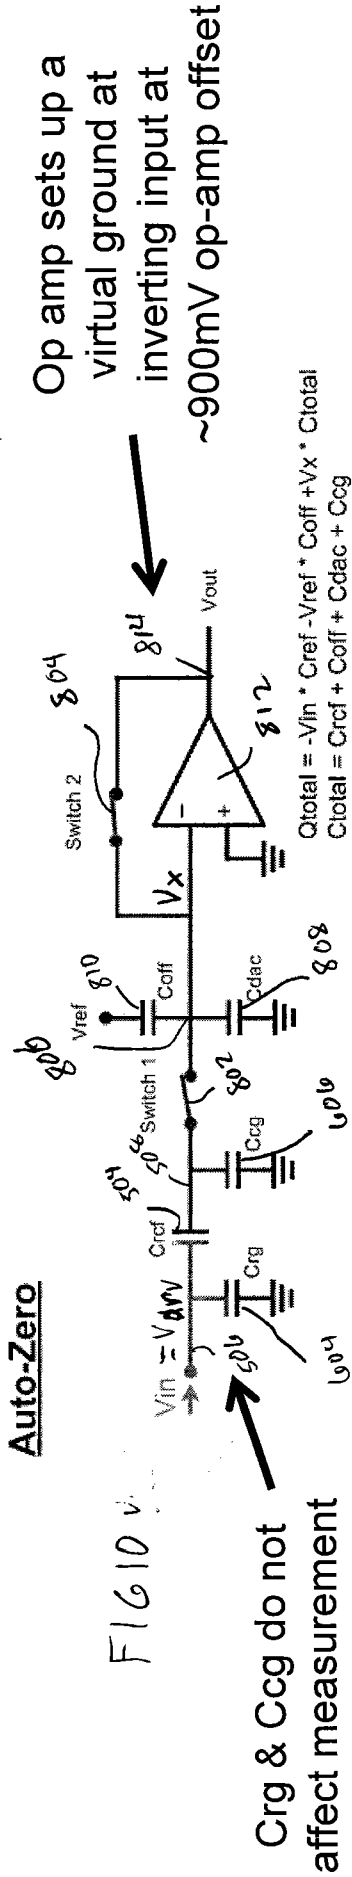 Auto-Zero
FIG 10
Op amp sets up a
virtual ground at
inverting input at
~900mV op-amp offset
Crg & Ccg do not
affect measurement
Vin = Vdrv
506
Crg
604
Crcf
504
Ccg
606
Switch 1
802
806
Vref
810
Coff
Cdac
808
Vx
Switch 2
804
-
+
812
814
Vout
Qtotal = -Vin * Cref -Vref * Coff +Vx * Ctotal
Ctotal = Crcf + Coff + Cdac + Ccg